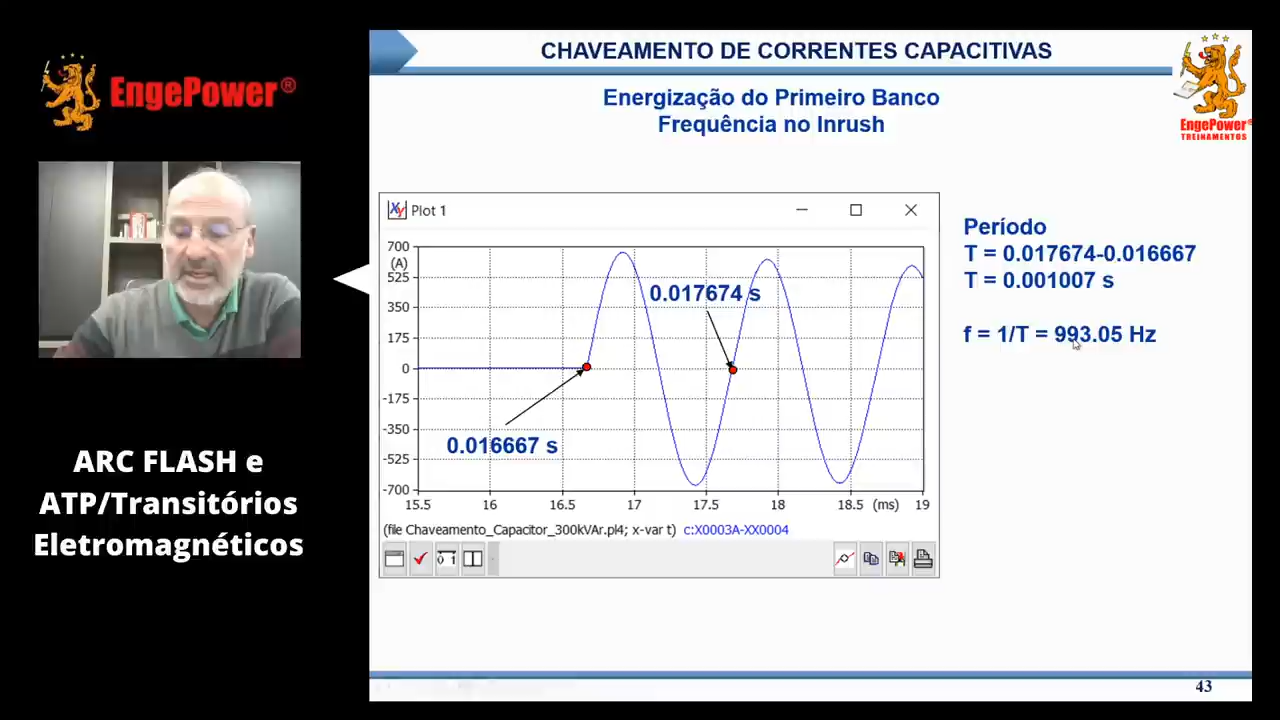 EngePower®
ARC FLASH e
ATP/Transitórios
Eletromagnéticos
CHAVEAMENTO DE CORRENTES CAPACITIVAS
EngePower®
TREINAMENTOS
Energização do Primeiro Banco
Frequência no Inrush
Xy Plot 1
700
(A)
525
350
175
0
-175
-350
-525
-700
15.5 16 16.5 17 17.5 18 18.5 (ms) 19
0.017674 s
0.016667 s
(file Chaveamento_Capacitor_300kVAr.pl4; x-var t) c:X0003A-XX0004
0 1
Período
T = 0.017674-0.016667
T = 0.001007 s
f = 1/T = 993.05 Hz
43